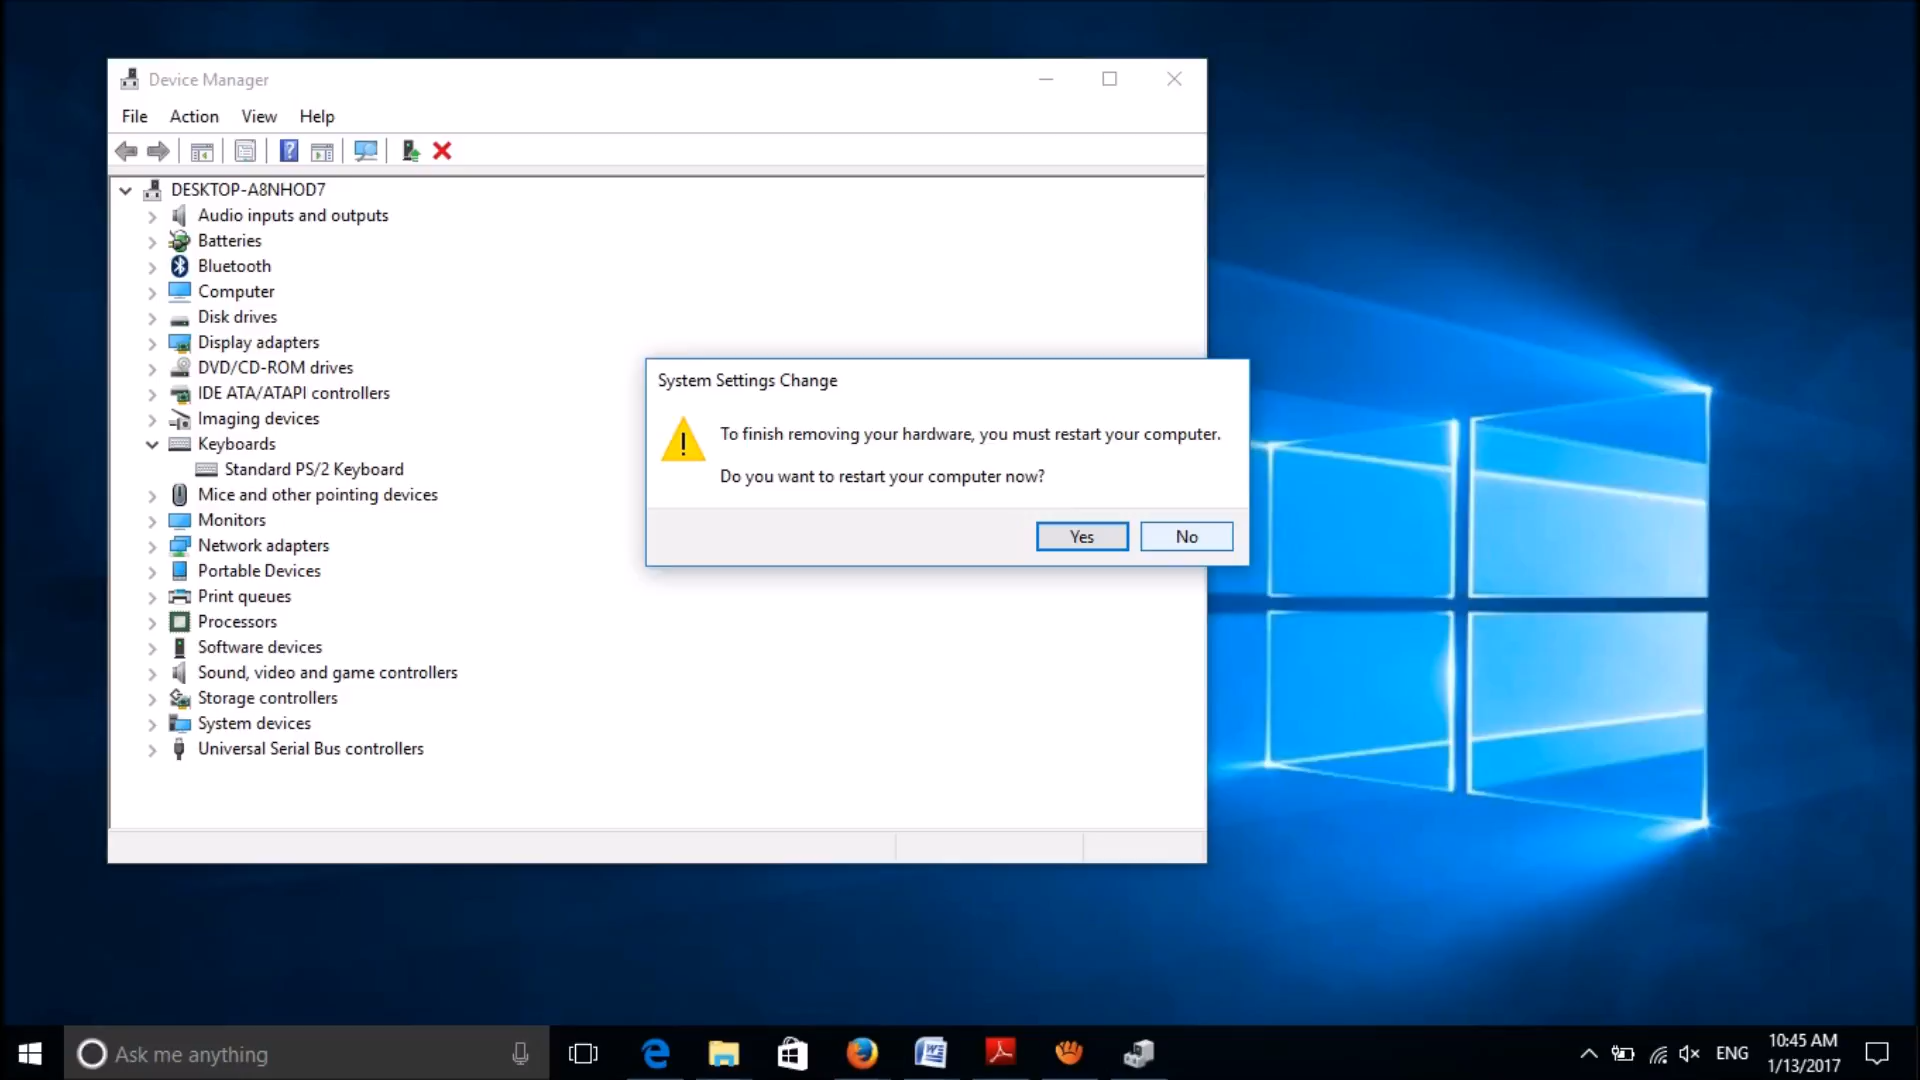 Device Manager
File Action View Help
DESKTOP-A8NHOD7
Audio inputs and outputs
Batteries
Bluetooth
Computer
Disk drives
Display adapters
DVD/CD-ROM drives
IDE ATA/ATAPI controllers
Imaging devices
Keyboards
Standard PS/2 Keyboard
Mice and other pointing devices
Monitors
Network adapters
Portable Devices
Print queues
Processors
Software devices
Sound, video and game controllers
Storage controllers
System devices
Universal Serial Bus controllers
System Settings Change
To finish removing your hardware, you must restart your computer.
Do you want to restart your computer now?
Yes No
Ask me anything
ENG
10:45 AM
1/13/2017